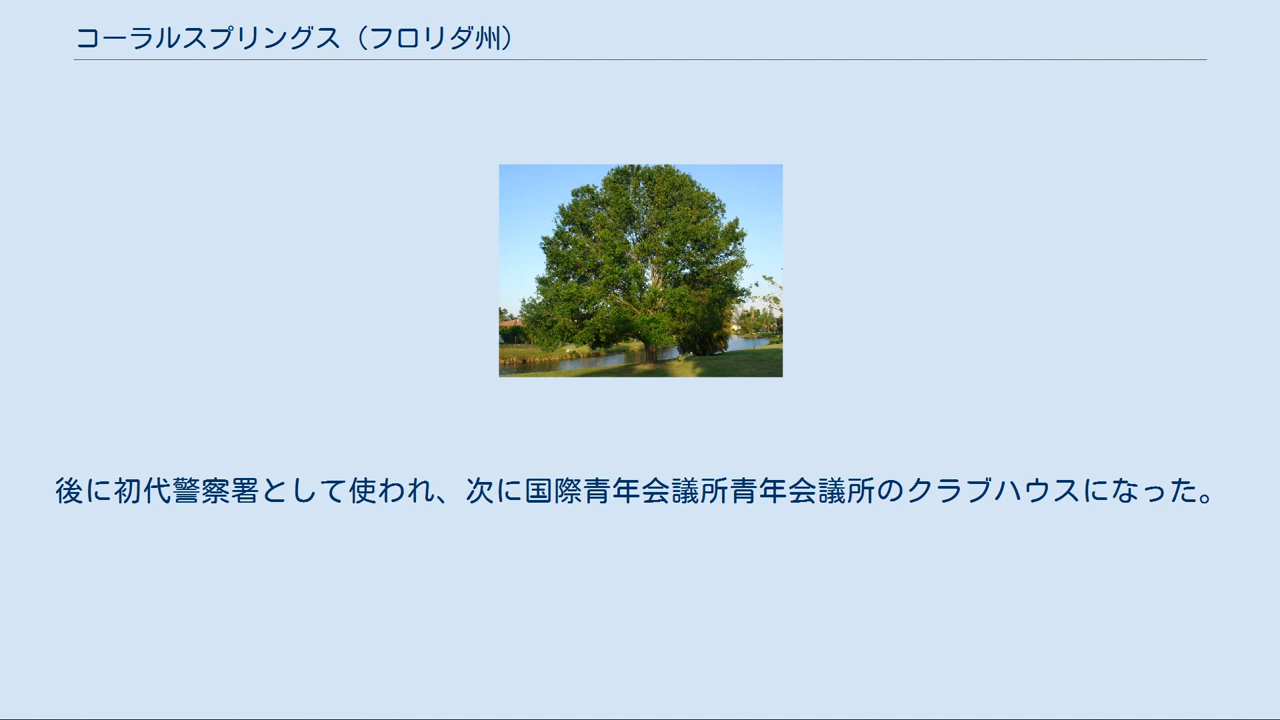 コーラルスプリングス（フロリダ州）
後に初代警察署として使われ、次に国際青年会議所青年会議所のクラブハウスになった。